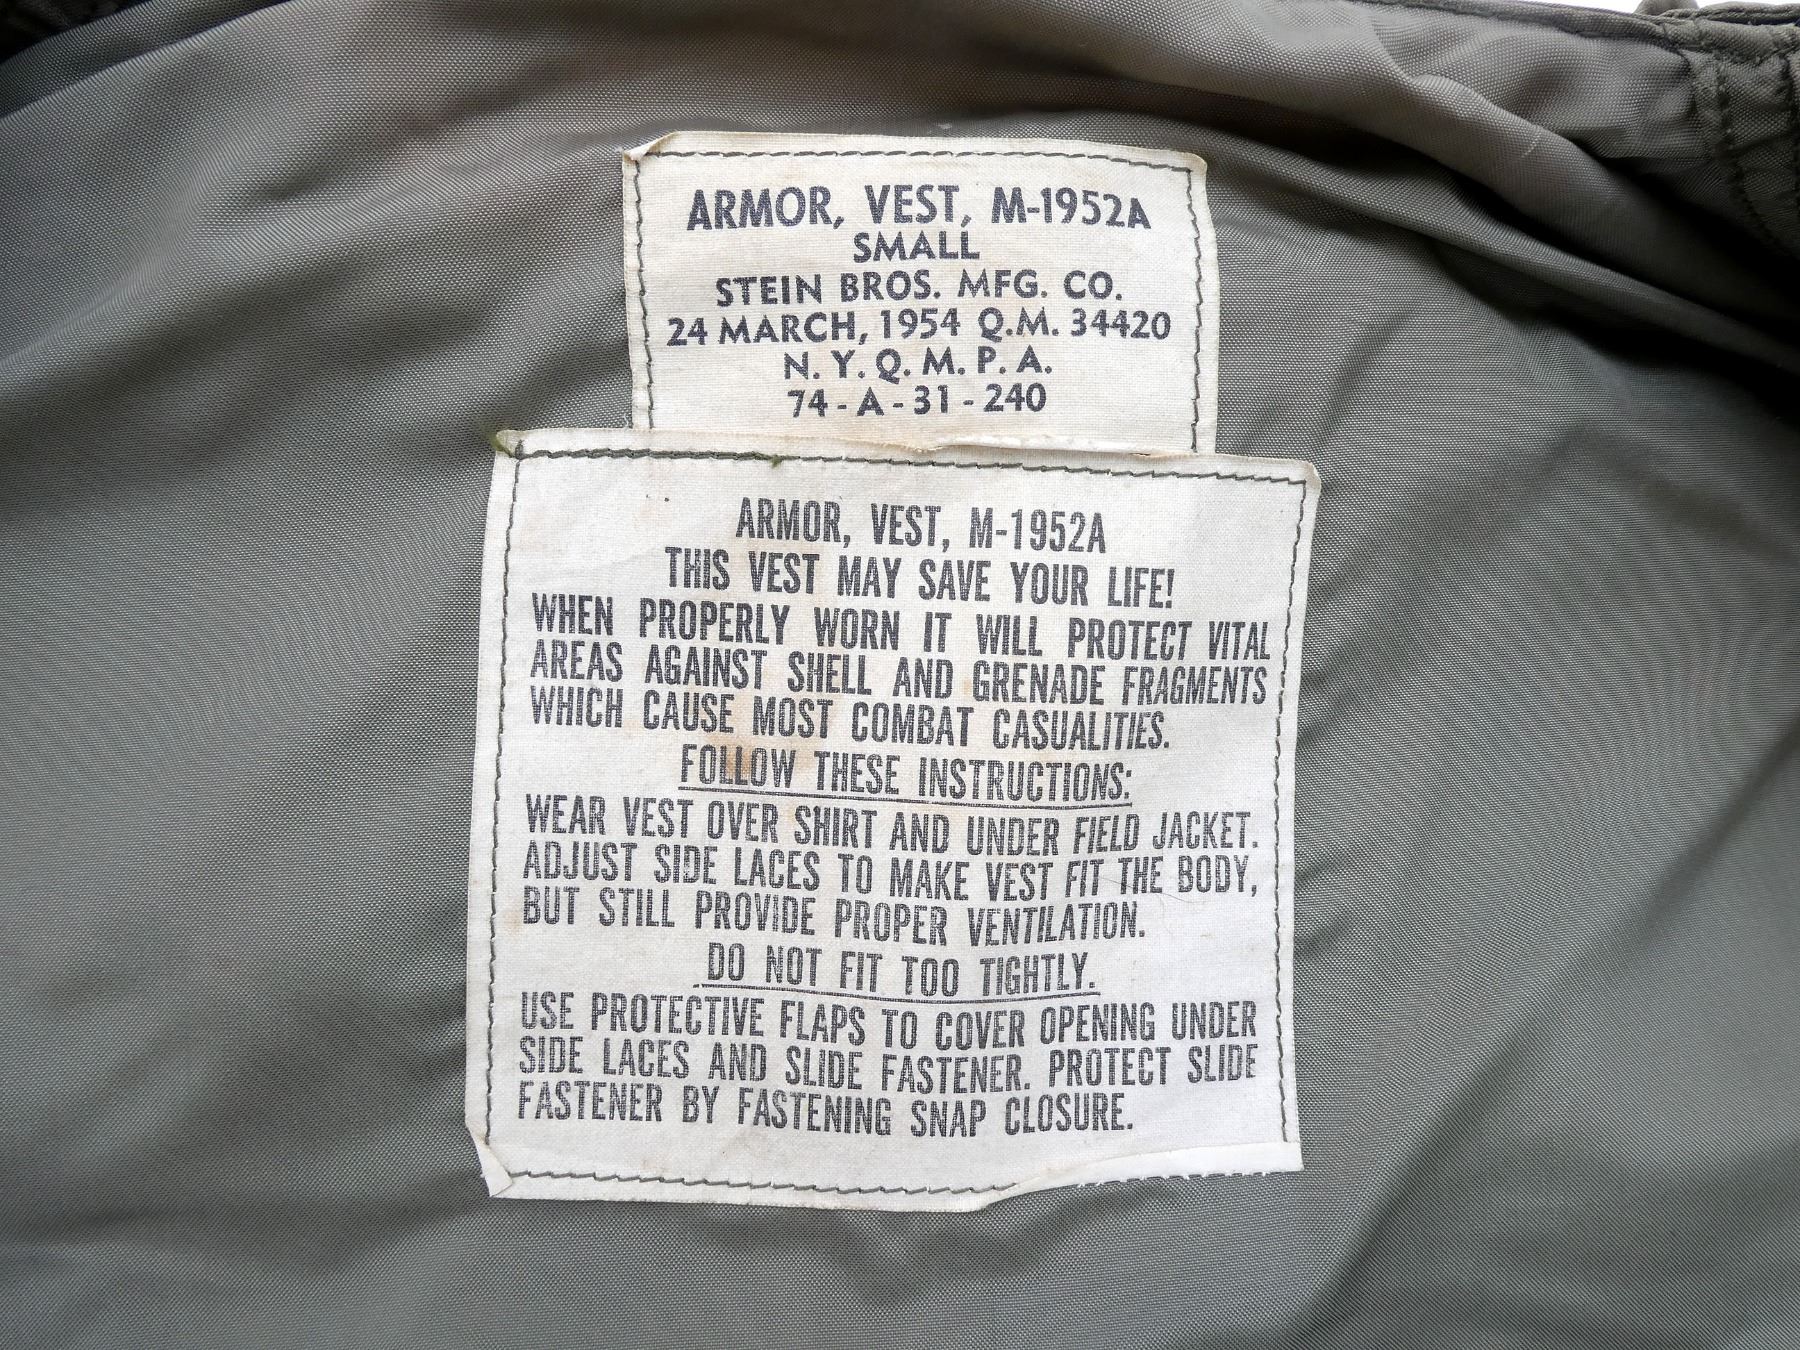 ARMOR, VEST, M-1952A
SMALL
STEIN BROS. MFG. CO.
24 MARCH, 1954 Q.M. 34420
N. Y. Q. M. P. A.
74 - A - 31 - 240
ARMOR, VEST, M-1952A
THIS VEST MAY SAVE YOUR LIFE!
WHEN PROPERLY WORN IT WILL PROTECT VITAL
AREAS AGAINST SHELL AND GRENADE FRAGMENTS
WHICH CAUSE MOST COMBAT CASUALITIES.
FOLLOW THESE INSTRUCTIONS:
WEAR VEST OVER SHIRT AND UNDER FIELD JACKET.
ADJUST SIDE LACES TO MAKE VEST FIT THE BODY,
BUT STILL PROVIDE PROPER VENTILATION.
DO NOT FIT TOO TIGHTLY.
USE PROTECTIVE FLAPS TO COVER OPENING UNDER
SIDE LACES AND SLIDE FASTENER. PROTECT SLIDE
FASTENER BY FASTENING SNAP CLOSURE.